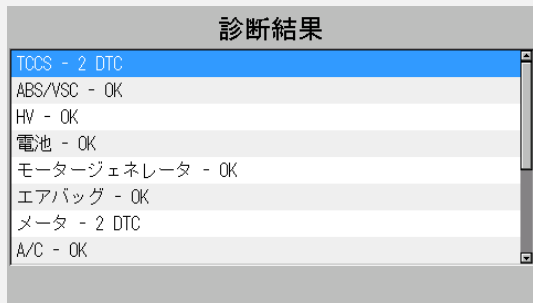 診断結果
TCCS - 2 DTC
ABS/VSC - OK
HV - OK
電池 - OK
モータージェネレータ - OK
エアバッグ - OK
メータ - 2 DTC
A/C - OK